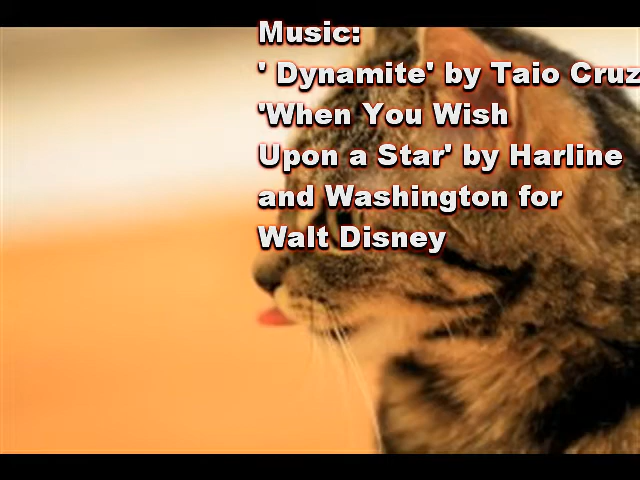 Music:
' Dynamite' by Taio Cruz
'When You Wish
Upon a Star' by Harline
and Washington for
Walt Disney